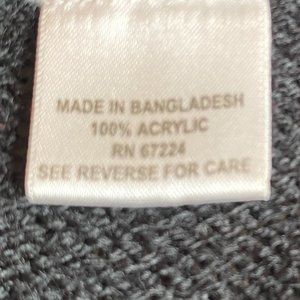 MADE IN BANGLADESH
100% ACRYLIC
RN 67224
SEE REVERSE FOR CARE